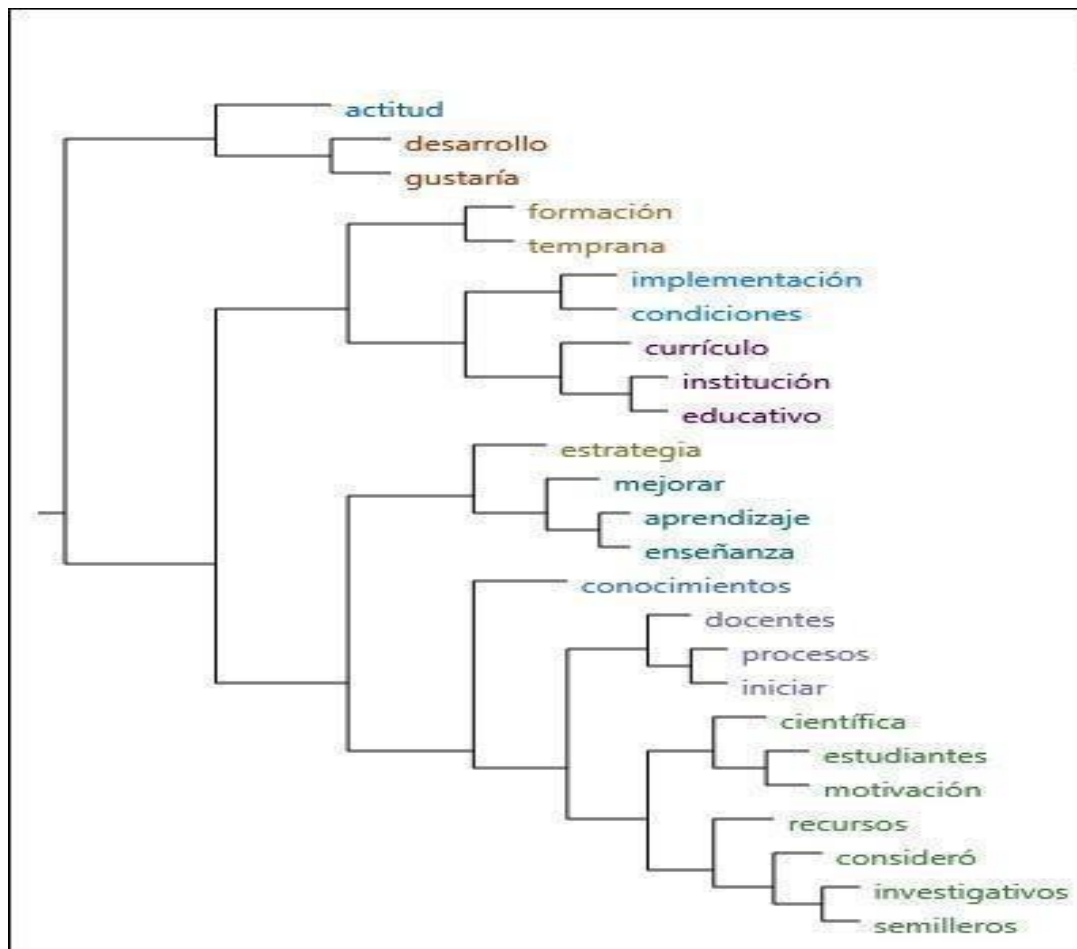 actitud
desarrollo
gustaría
formación
temprana
implementación
condiciones
currículo
institución
educativo
estrategia
mejorar
aprendizaje
enseñanza
conocimientos
docentes
procesos
iniciar
científica
estudiantes
motivación
recursos
consideró
investigativos
semilleros